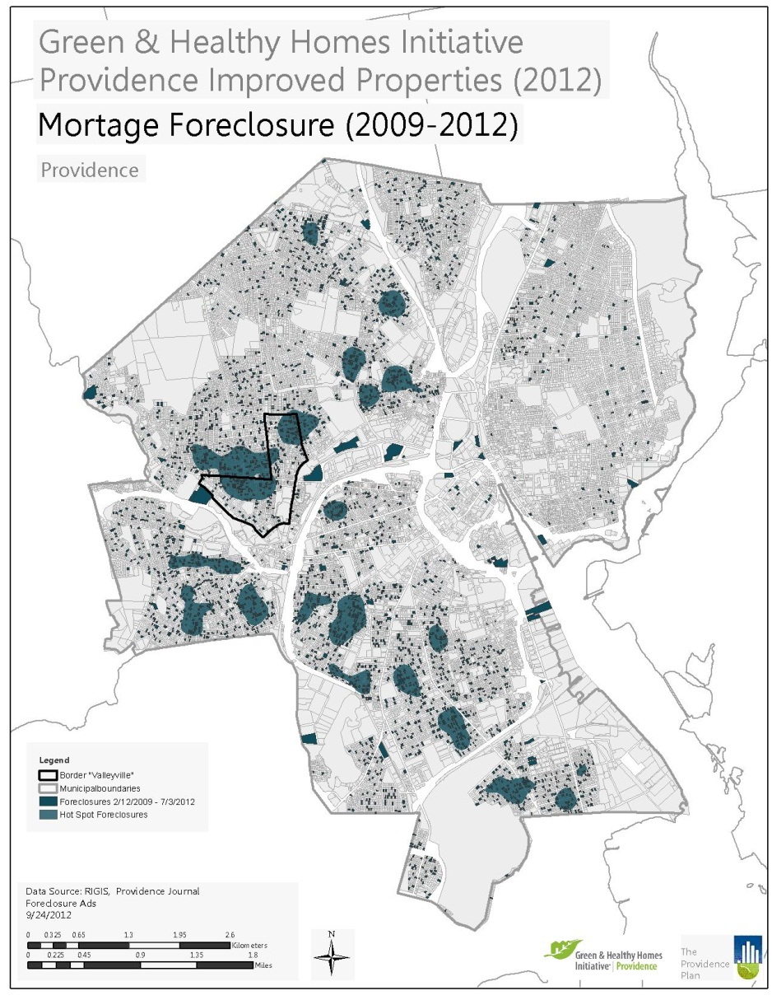 Green & Healthy Homes Initiative
Providence Improved Properties (2012)
Mortage Foreclosure (2009-2012)
Providence
Legend
Border "Valleyville"
Municipalboundaries
Foreclosures 2/12/2009 - 7/3/2012
Hot Spot Foreclosures
Data Source: RIGIS, Providence Journal
Foreclosure Ads
9/24/2012
0 0.325 0.65 1.3 1.95 2.6
Kilometers
0 0.225 0.45 0.9 1.35 1.8
Miles
N
Green & Healthy Homes
Initiative | Providence
The
Providence
Plan